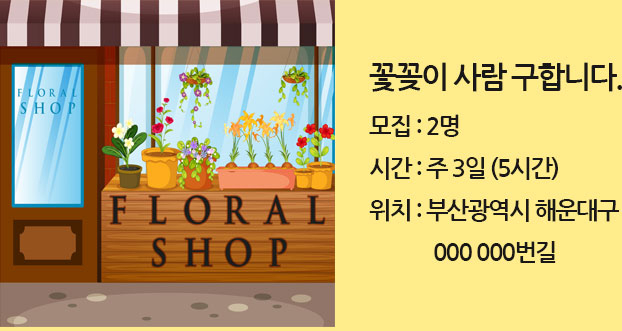 FLORAL
SHOP
FLORAL
SHOP
꽃꽂이 사람 구합니다.
모집 : 2명
시간 : 주 3일 (5시간)
위치 : 부산광역시 해운대구
000 000번길